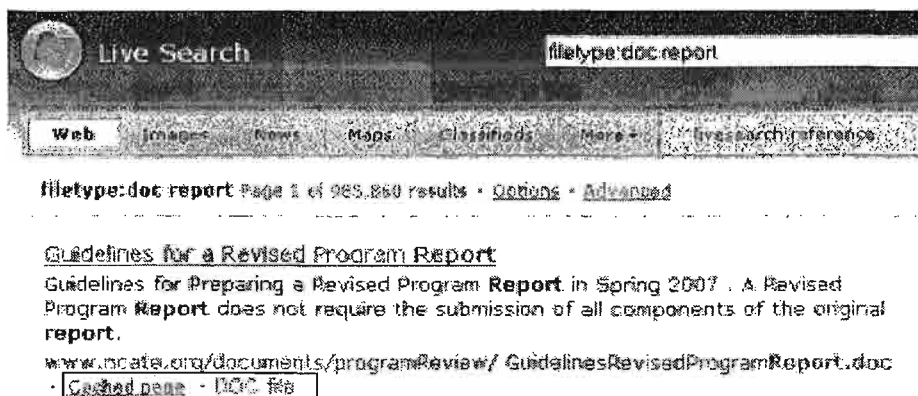 Live Search
filetype:doc report
Web Images News Maps Classifieds More livesearch reference
filetype:doc report Page 1 of 985,860 results · Options · Advanced
Guidelines for a Revised Program Report
Guidelines for Preparing a Revised Program Report in Spring 2007 . A Revised
Program Report does not require the submission of all components of the original
report.
www.ncate.org/documents/programReview/ GuidelinesRevisedProgramReport.doc
· Cached page · DOC file